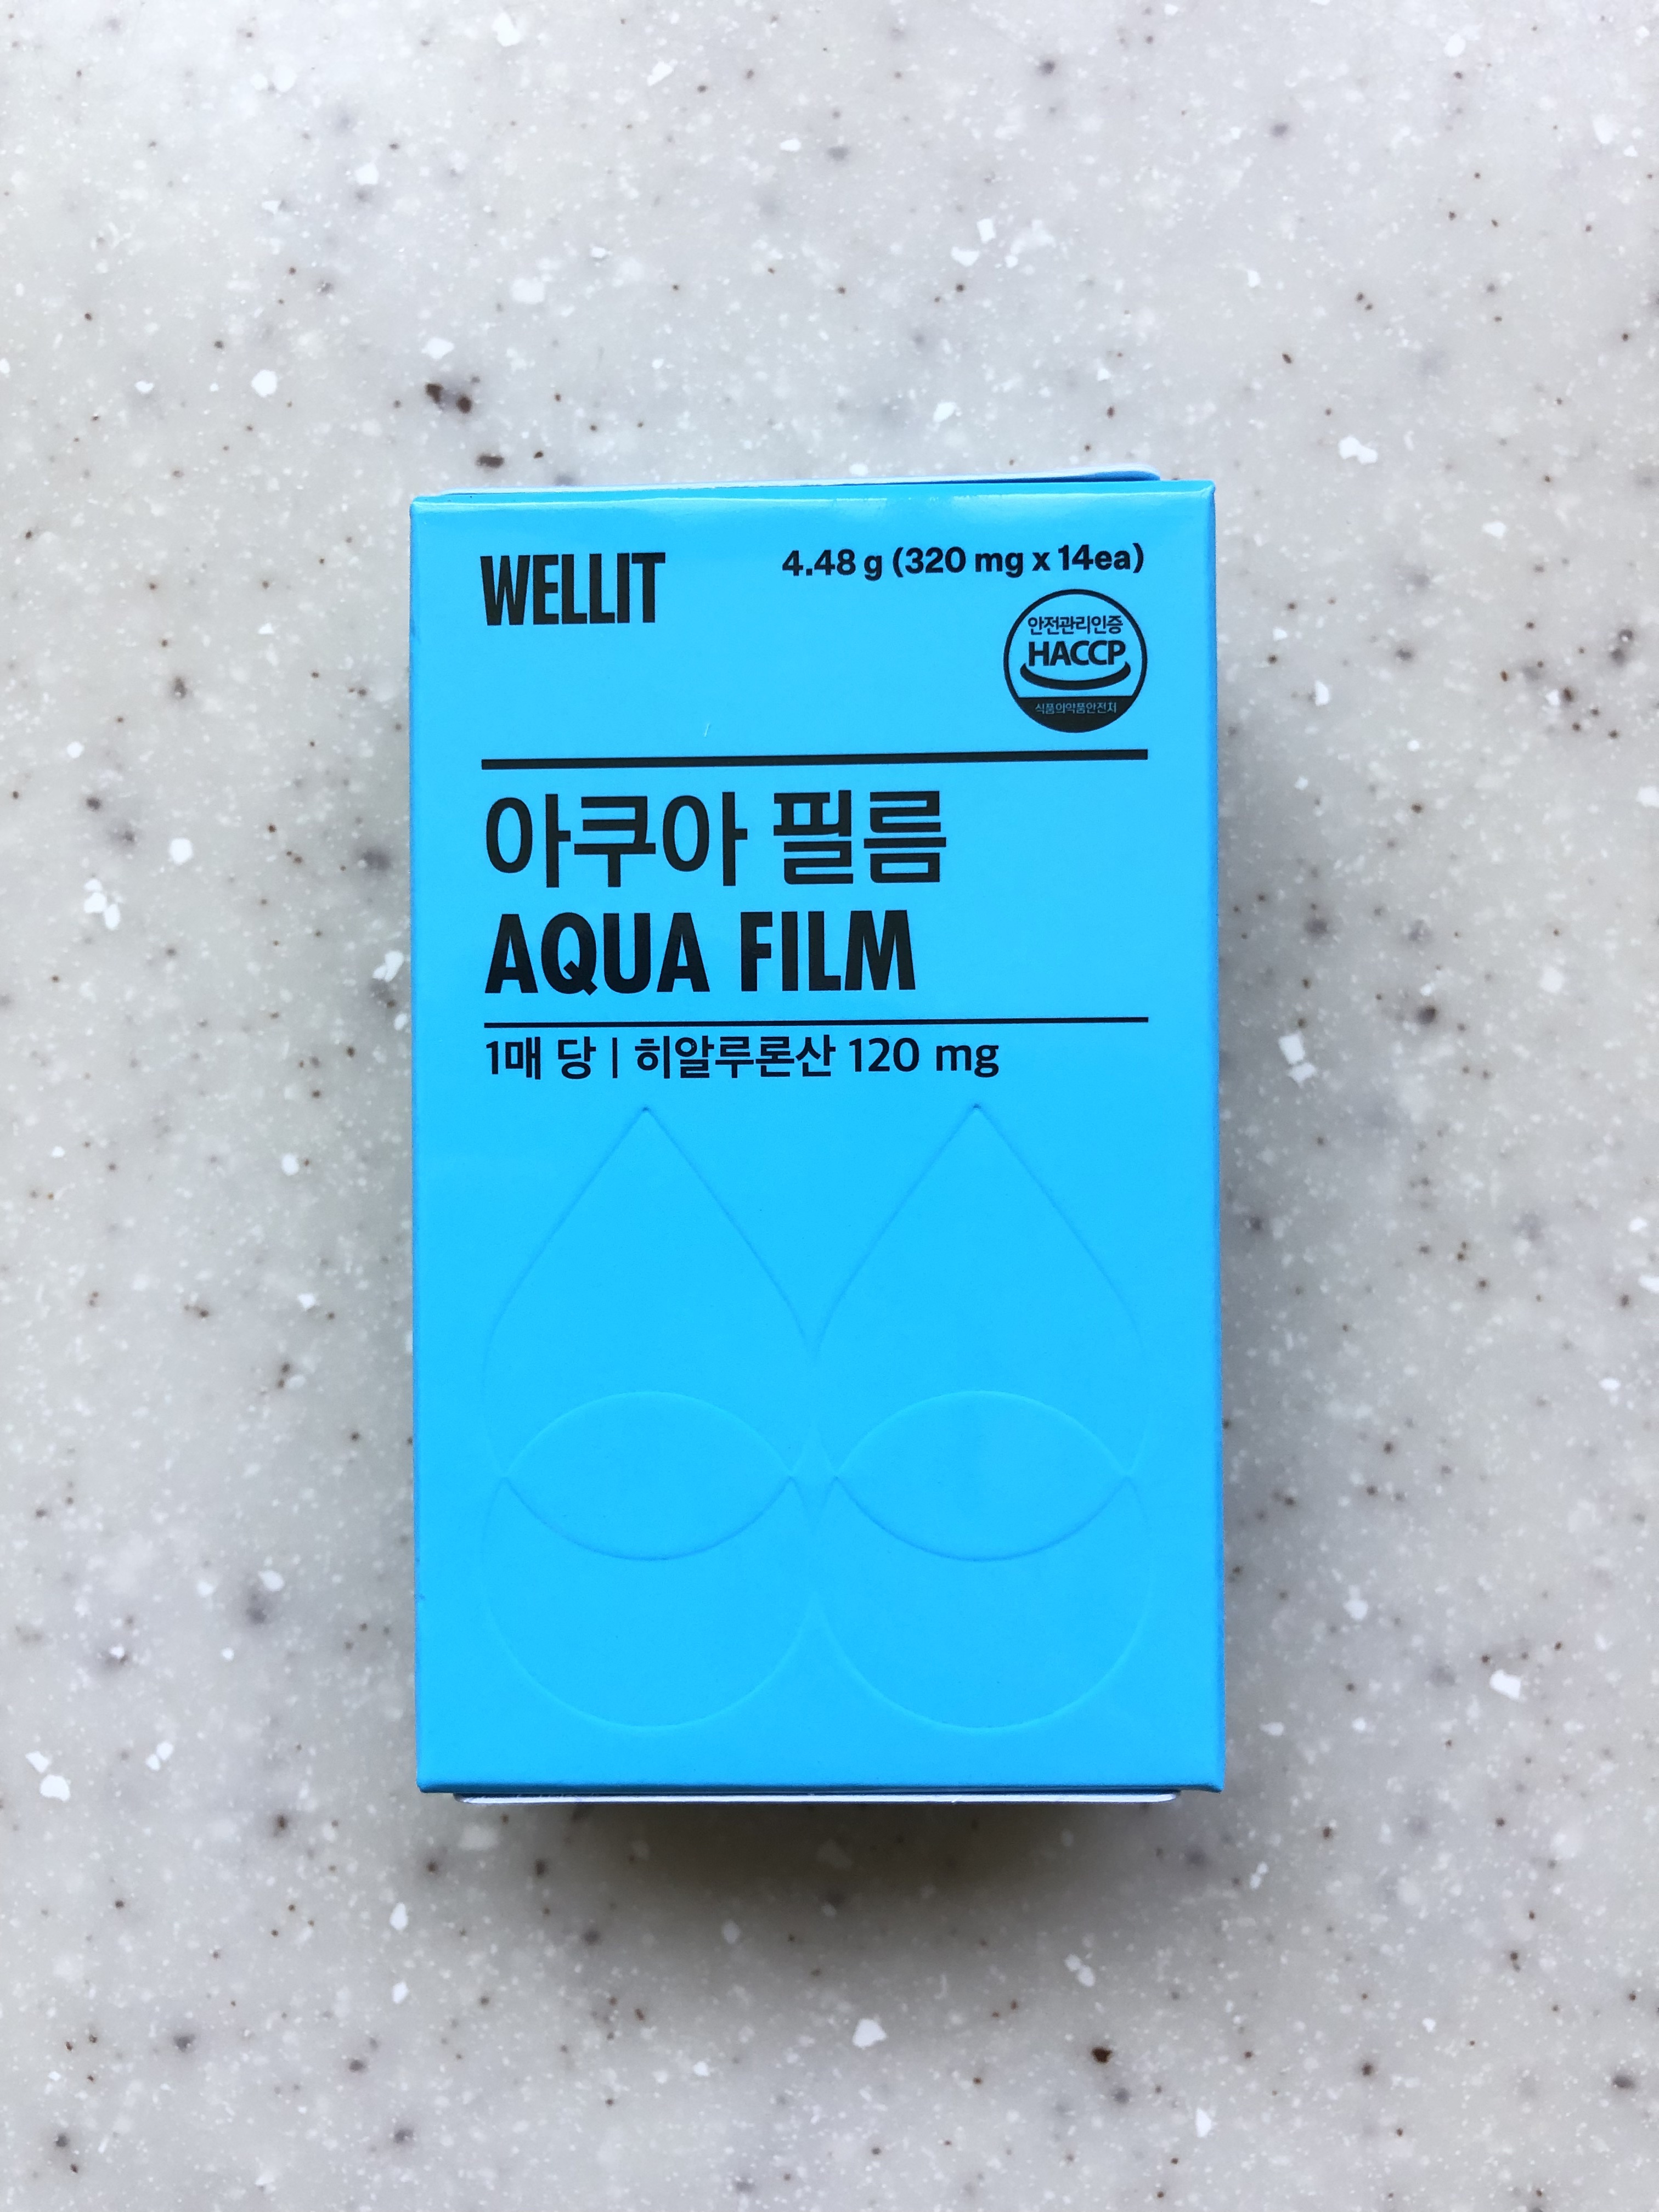 WELLIT
4.48 g (320 mg x 14ea)
안전관리인증
HACCP
식품의약품안전처
아쿠아 필름
AQUA FILM
1매 당 | 히알루론산 120 mg